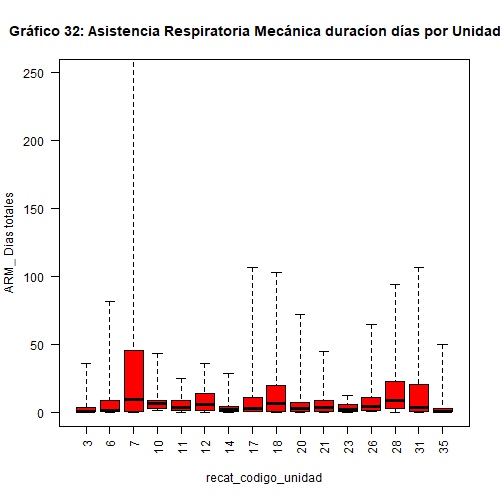 Gráfico 32: Asistencia Respiratoria Mecánica duracíon días por Unidad
ARM_ Dias totales
250
200
150
100
50
0
3 6 7 10 11 12 14 17 18 20 21 23 26 28 31 35
recat_codigo_unidad